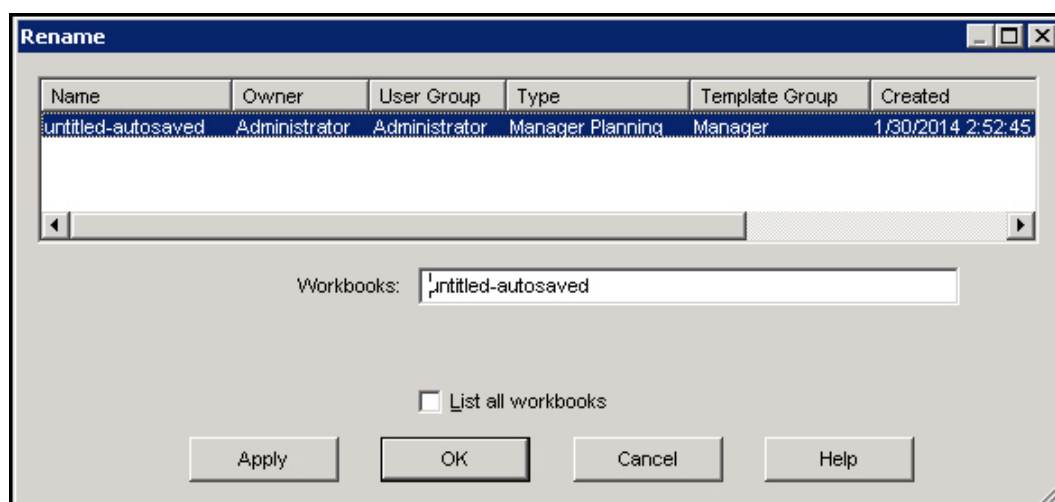 Rename
Name Owner User Group Type Template Group Created
untitled-autosaved Administrator Administrator Manager Planning Manager 1/30/2014 2:52:45
Workbooks: untitled-autosaved
List all workbooks
Apply OK Cancel Help